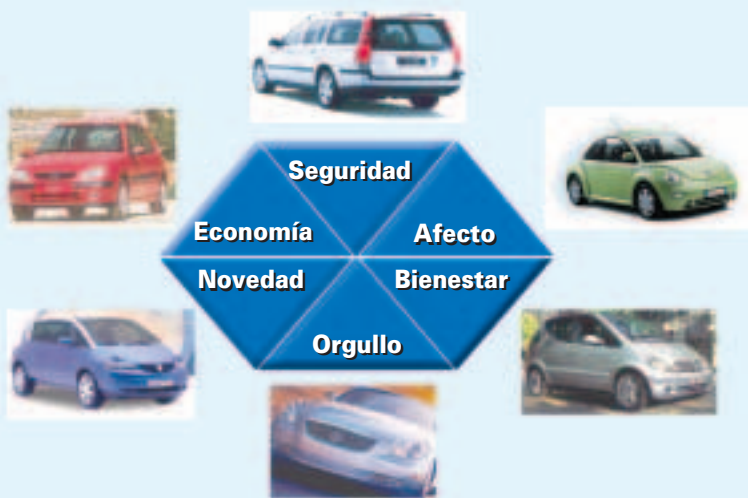 Seguridad
Economía
Afecto
Novedad
Bienestar
Orgullo